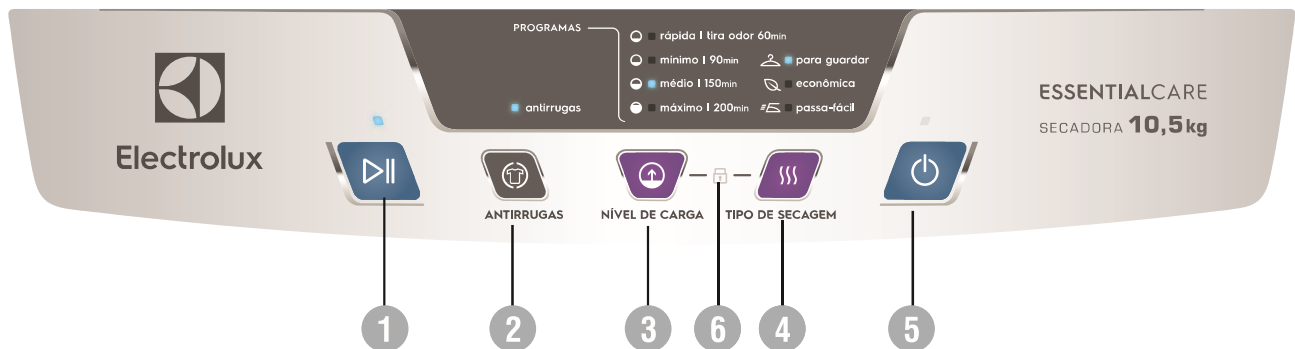 PROGRAMAS
rápida | tira odor 60min
mínimo | 90min
para guardar
médio | 150min
econômica
antirrugas
máximo | 200min
passa-fácil
Electrolux
ESSENTIALCARE
SECADORA 10,5kg
ANTIRRUGAS
NÍVEL DE CARGA
TIPO DE SECAGEM
1
2
3
6
4
5